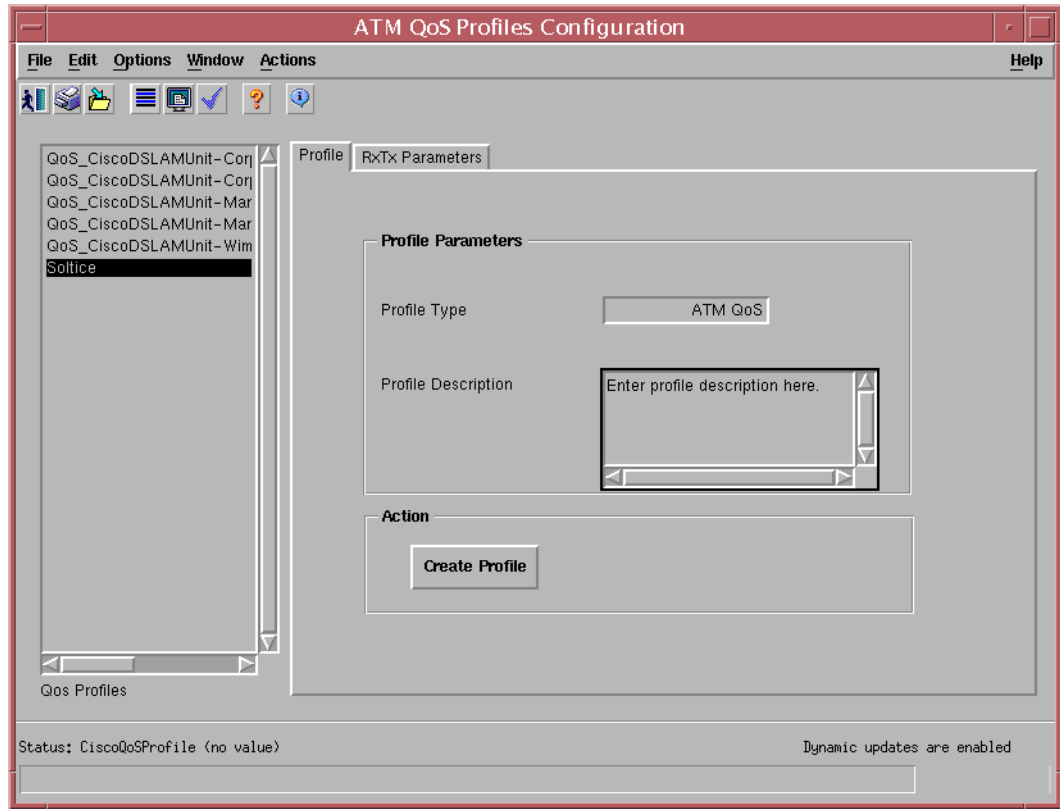 ATM QoS Profiles Configuration
File Edit Options Window Actions Help
QoS_CiscoDSLAMUnit-Corp
QoS_CiscoDSLAMUnit-Corp
QoS_CiscoDSLAMUnit-Mar
QoS_CiscoDSLAMUnit-Mar
QoS_CiscoDSLAMUnit-Wim
Soltice
Qos Profiles
Profile RxTx Parameters
Profile Parameters
Profile Type ATM QoS
Profile Description Enter profile description here.
Action
Create Profile
Status: CiscoQoSProfile (no value) Dynamic updates are enabled